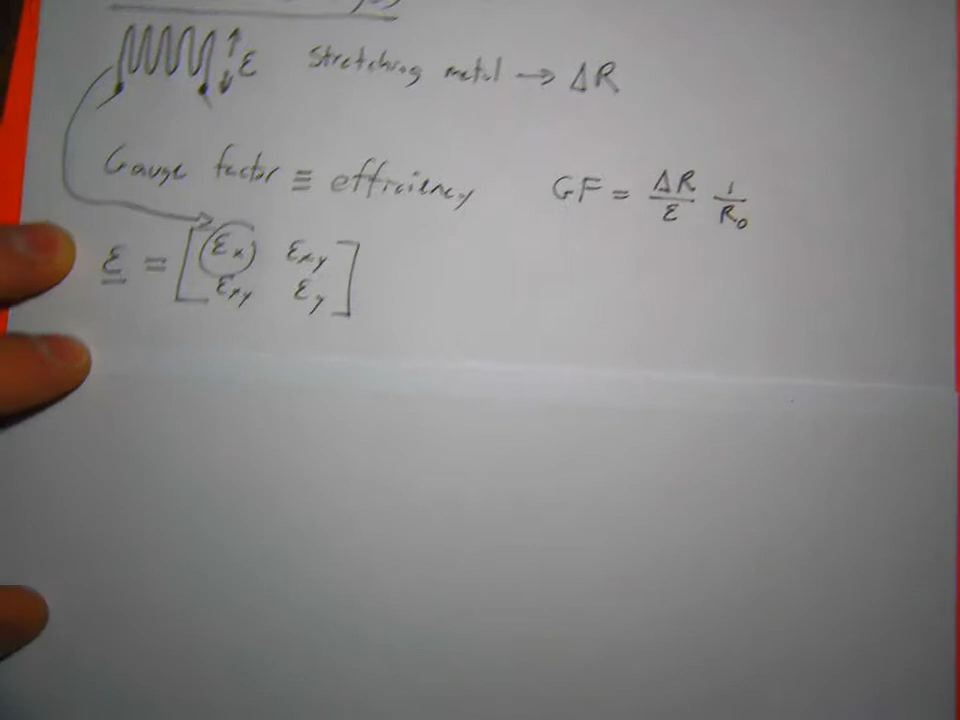 ε Stretching metal → ΔR
Gauge factor ≡ efficiency GF = ΔR/ε 1/R₀
ε = [εx εxy
εxy εy]